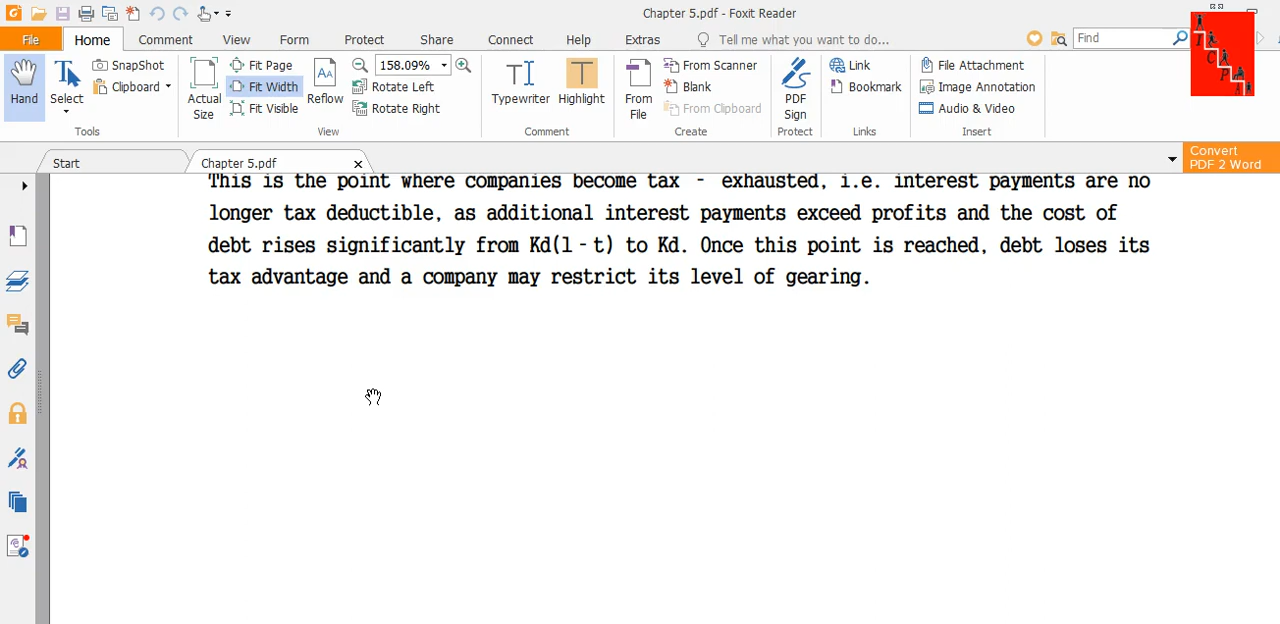 Chapter 5.pdf - Foxit Reader
File Home Comment View Form Protect Share Connect Help Extras Tell me what you want to do... Find
Hand
Select
SnapShot
Clipboard
Tools
Actual
Size
Fit Page
Fit Width
Fit Visible
Reflow
158.09%
Rotate Left
Rotate Right
View
Typewriter
Highlight
Comment
From
File
From Scanner
Blank
From Clipboard
Create
PDF
Sign
Protect
Link
Bookmark
Links
File Attachment
Image Annotation
Audio & Video
Insert
T
C
P
A
Start
Chapter 5.pdf
Convert
PDF 2 Word
This is the point where companies become tax - exhausted, i.e. interest payments are no
longer tax deductible, as additional interest payments exceed profits and the cost of
debt rises significantly from Kd(l - t) to Kd. Once this point is reached, debt loses its
tax advantage and a company may restrict its level of gearing.